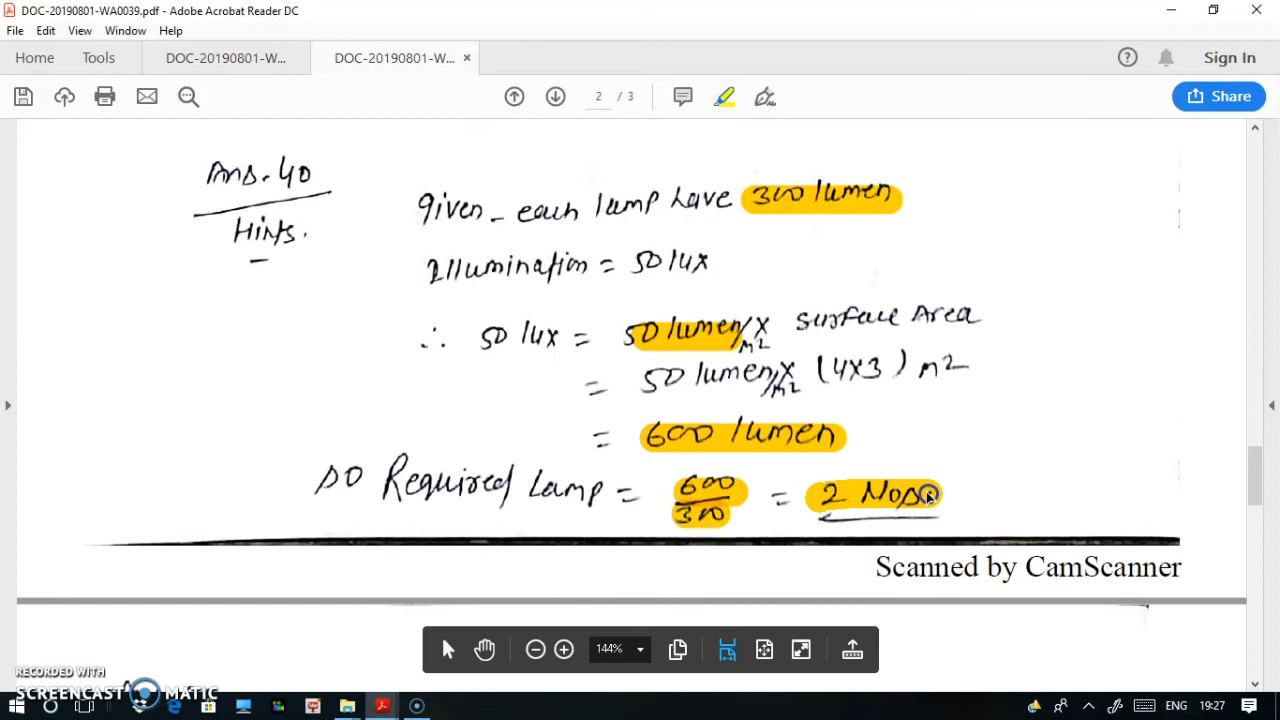 DOC-20190801-WA0039.pdf - Adobe Acrobat Reader DC
File Edit View Window Help
Home Tools DOC-20190801-W... DOC-20190801-W... × Sign In
2 / 3 Share
Ans. 40
Hints.
Given - each lamp have 300 lumen
Illumination = 50 lux
∴ 50 lux = 50 lumen/m2 × surface Area
= 50 lumen/m2 × (4×3) m2
= 600 lumen
so Required Lamp = 600/300 = 2 Nos.
Scanned by CamScanner
144%
RECORDED WITH
SCREENCAST-O-MATIC
ENG 19:27